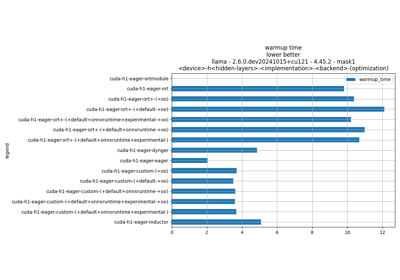 warmup time
lower better
llama - 2.6.0.dev20241015+cu121 - 4.45.2 - mask1
<device>-h<hidden-layers>-<implementation>-<backend>-(optimization)
warmup_time
legend
cuda-h1-eager-ortmodule
cuda-h1-eager-ort
cuda-h1-eager-ort+-(+oo)
cuda-h1-eager-ort+-(+default-+oo)
cuda-h1-eager-ort+-(+default+onnxruntime+experimental-+oo)
cuda-h1-eager-ort+-(+default+onnxruntime-+oo)
cuda-h1-eager-ort+-(+default+onnxruntime+experimental-)
cuda-h1-eager-dynger
cuda-h1-eager-eager
cuda-h1-eager-custom-(+oo)
cuda-h1-eager-custom-(+default-+oo)
cuda-h1-eager-custom-(+default+onnxruntime-+oo)
cuda-h1-eager-custom-(+default+onnxruntime+experimental-+oo)
cuda-h1-eager-custom-(+default+onnxruntime+experimental-)
cuda-h1-eager-inductor
0 2 4 6 8 10 12